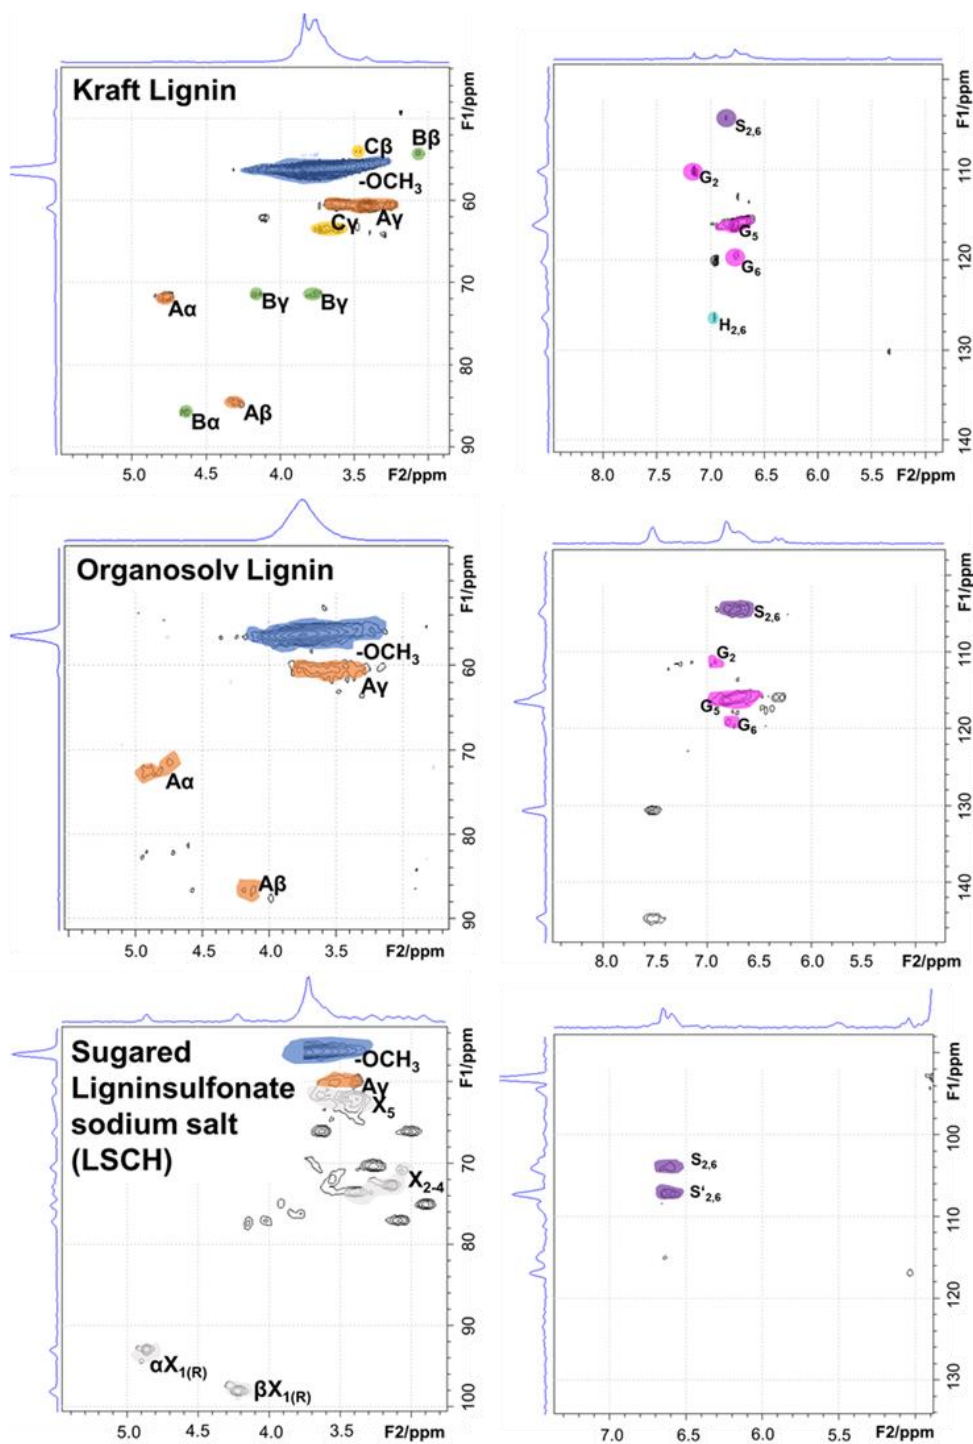 Kraft Lignin
F1/ppm
Cβ
Bβ
-OCH3
60
Cγ
Aγ
Aα
Bγ
Bγ
70
80
Bα
Aβ
90
5.0 4.5 4.0 3.5 F2/ppm
F1/ppm
S2,6
110
G2
G5
120
G6
H2,6
130
140
8.0 7.5 7.0 6.5 6.0 5.5 F2/ppm
Organosolv Lignin
F1/ppm
-OCH3
60
Aγ
70
Aα
80
Aβ
90
5.0 4.5 4.0 3.5 F2/ppm
F1/ppm
S2,6
G2
110
G5
G6
120
130
140
8.0 7.5 7.0 6.5 6.0 5.5 F2/ppm
Sugared
Ligninsulfonate
sodium salt
(LSCH)
F1/ppm
-OCH3
Aγ
X5
70
X2-4
80
90
αX1(R)
βX1(R)
100
5.0 4.5 4.0 3.5 F2/ppm
F1/ppm
100
S2,6
S'2,6
110
120
130
6.5 6.0 5.5 F2/ppm